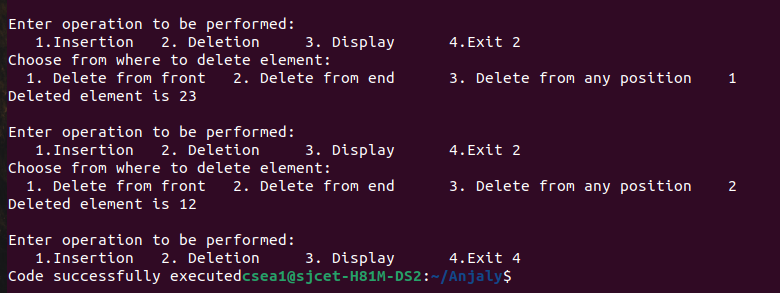 Enter operation to be performed:
   1.Insertion   2. Deletion     3. Display      4.Exit 2
Choose from where to delete element:
  1. Delete from front   2. Delete from end      3. Delete from any position    1
Deleted element is 23

Enter operation to be performed:
   1.Insertion   2. Deletion     3. Display      4.Exit 2
Choose from where to delete element:
  1. Delete from front   2. Delete from end      3. Delete from any position    2
Deleted element is 12

Enter operation to be performed:
   1.Insertion   2. Deletion     3. Display      4.Exit 4
Code successfully executedcsea1@sjcet-H81M-DS2:~/Anjaly$